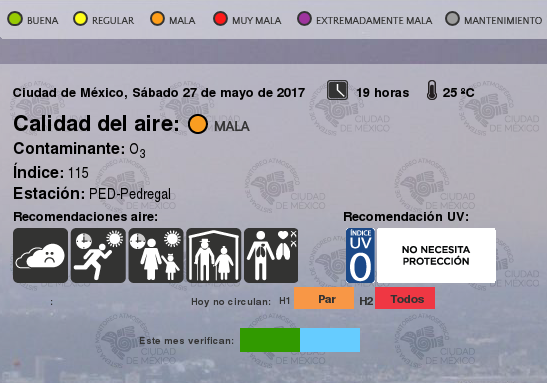 BUENA REGULAR MALA MUY MALA EXTREMADAMENTE MALA MANTENIMIENTO
Ciudad de México, Sábado 27 de mayo de 2017 19 horas 25 ºC
Calidad del aire: MALA
Contaminante: O3
Índice: 115
Estación: PED-Pedregal
Recomendaciones aire: Recomendación UV:
ÍNDICE
UV
0
NO NECESITA
PROTECCIÓN
: Hoy no circulan: H1 Par H2 Todos
Este mes verifican: